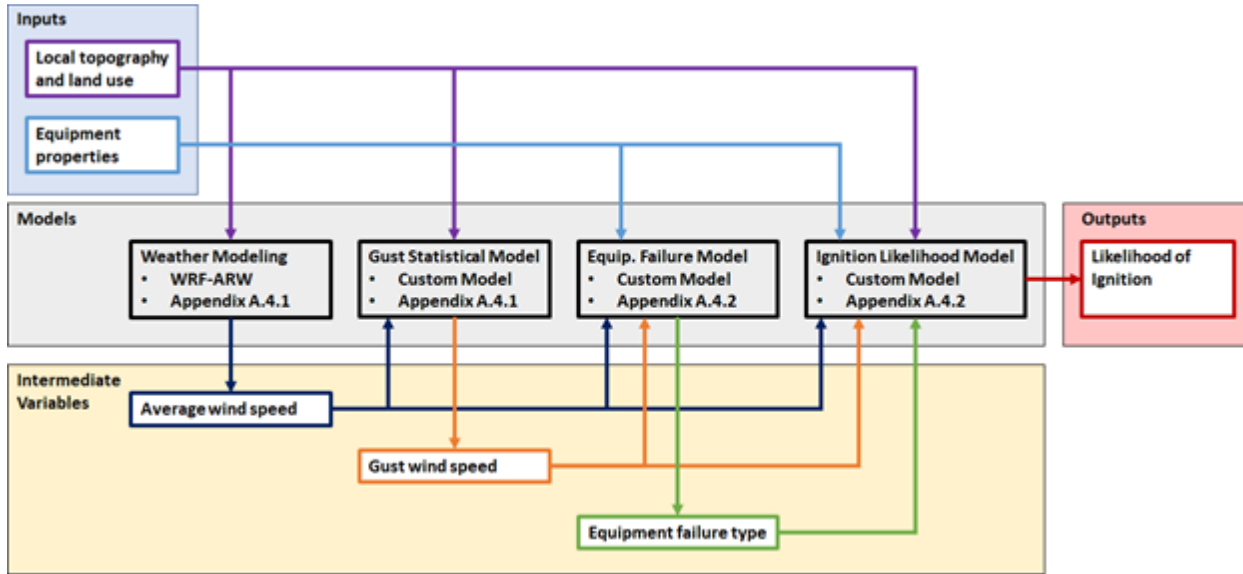 Inputs
Local topography
and land use
Equipment
properties
Models
Weather Modeling
• WRF-ARW
• Appendix A.4.1
Gust Statistical Model
• Custom Model
• Appendix A.4.1
Equip. Failure Model
• Custom Model
• Appendix A.4.2
Ignition Likelihood Model
• Custom Model
• Appendix A.4.2
Outputs
Likelihood of
Ignition
Intermediate
Variables
Average wind speed
Gust wind speed
Equipment failure type